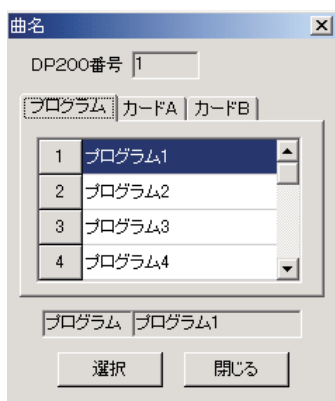 曲名
DP200番号 1
プログラム カードA カードB
1 プログラム1
2 プログラム2
3 プログラム3
4 プログラム4
プログラム プログラム1
選択 閉じる